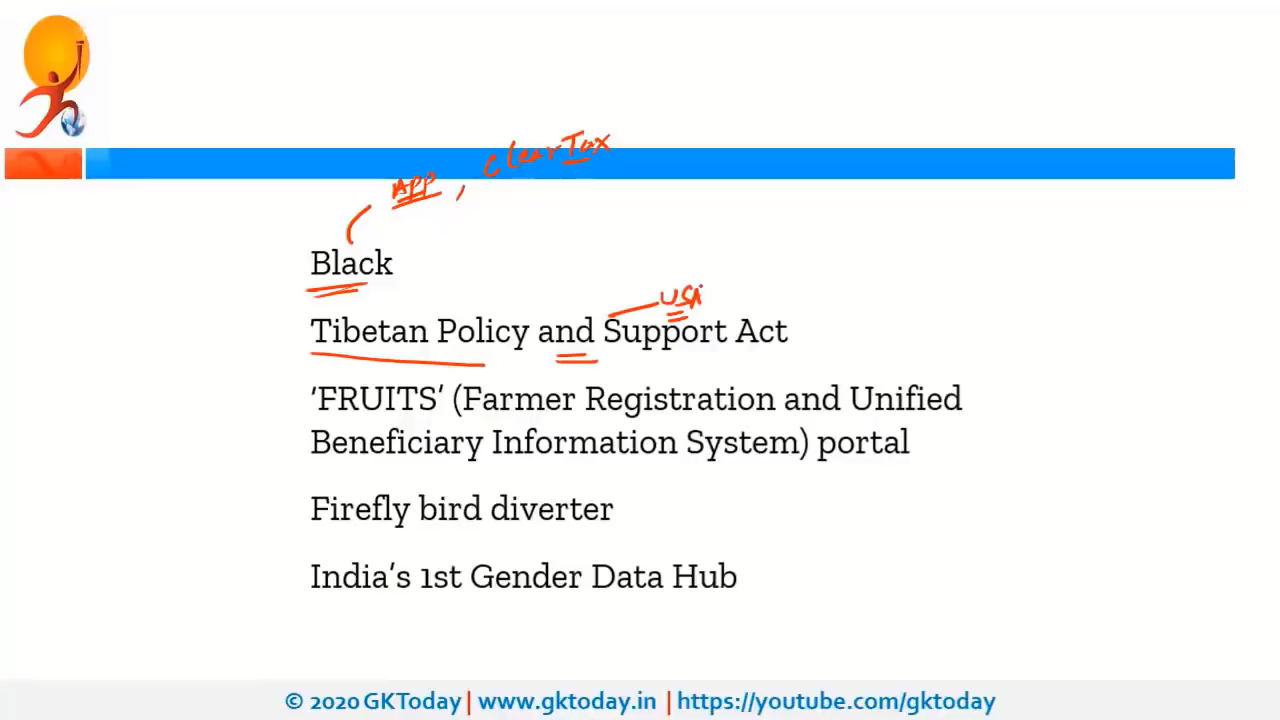 APP, ClearTax
Black
USA
Tibetan Policy and Support Act
‘FRUITS’ (Farmer Registration and Unified
Beneficiary Information System) portal
Firefly bird diverter
India’s 1st Gender Data Hub
© 2020 GKToday | www.gktoday.in | https://youtube.com/gktoday